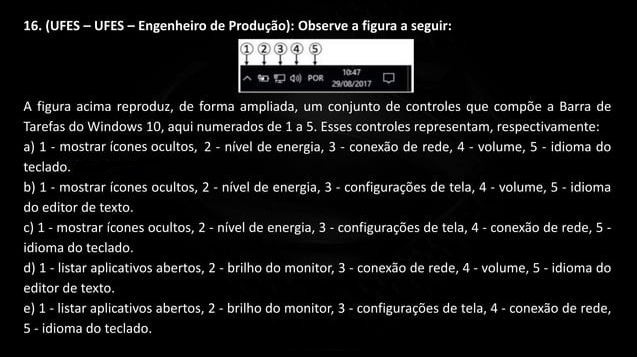 16. (UFES – UFES – Engenheiro de Produção): Observe a figura a seguir:
1 2 3 4 5
POR 10:47
29/08/2017
A figura acima reproduz, de forma ampliada, um conjunto de controles que compõe a Barra de
Tarefas do Windows 10, aqui numerados de 1 a 5. Esses controles representam, respectivamente:
a) 1 - mostrar ícones ocultos, 2 - nível de energia, 3 - conexão de rede, 4 - volume, 5 - idioma do
teclado.
b) 1 - mostrar ícones ocultos, 2 - nível de energia, 3 - configurações de tela, 4 - volume, 5 - idioma
do editor de texto.
c) 1 - mostrar ícones ocultos, 2 - nível de energia, 3 - configurações de tela, 4 - conexão de rede, 5 -
idioma do teclado.
d) 1 - listar aplicativos abertos, 2 - brilho do monitor, 3 - conexão de rede, 4 - volume, 5 - idioma do
editor de texto.
e) 1 - listar aplicativos abertos, 2 - brilho do monitor, 3 - configurações de tela, 4 - conexão de rede,
5 - idioma do teclado.